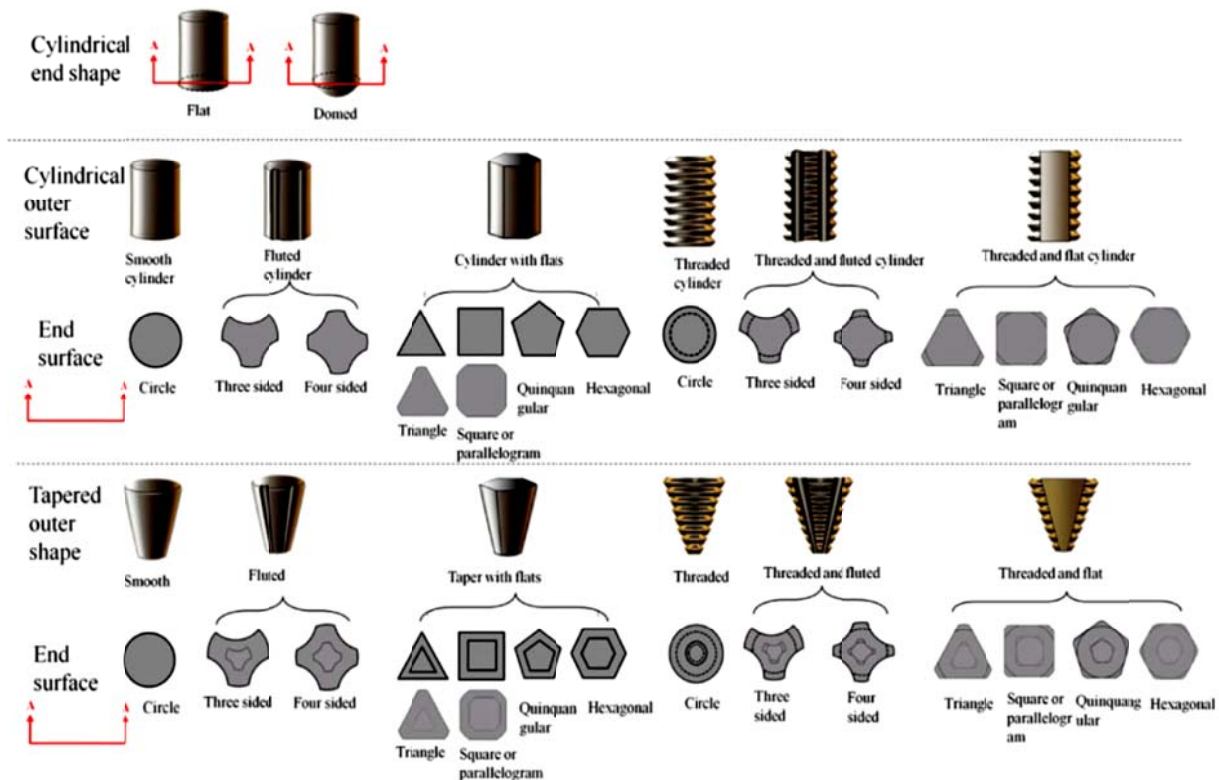 Cylindrical
end shape
A A A A
Flat
Domed
Cylindrical
outer
surface
Smooth
cylinder
Fluted
cylinder
Cylinder with flats
Threaded
cylinder
Threaded and fluted cylinder
Threaded and flat cylinder
End
surface
A A
Circle
Three sided
Four sided
Triangle
Square or
parallelogram
Quinquan
gular
Hexagonal
Circle
Three sided
Four sided
Triangle
Square or
parallelogr
am
Quinquan
gular
Hexagonal
Tapered
outer
shape
Smooth
Fluted
Taper with flats
Threaded
Threaded and fluted
Threaded and flat
End
surface
A A
Circle
Three sided
Four sided
Triangle
Square or
parallelogram
Quinquan
gular
Hexagonal
Circle
Three
sided
Four
sided
Triangle
Square or
parallelogr
am
Quinquang
ular
Hexagonal